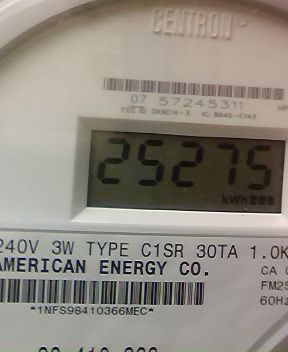 CENTRON®
07 57245311
25275
kWh
240V 3W TYPE C1SR 30TA 1.0K
AMERICAN ENERGY CO.
CA
FM2S
60Hz
*1NFS98410366MEC*